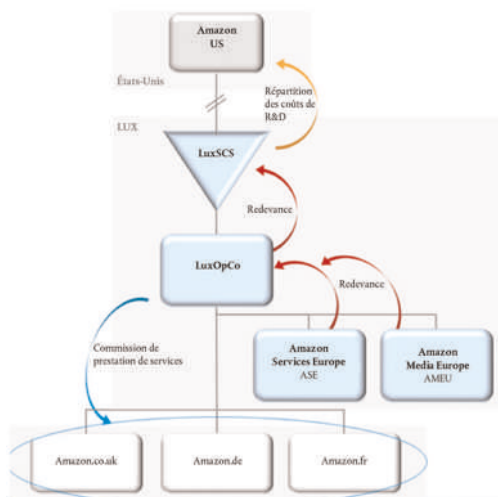 Amazon
US
États-Unis
Répartition
des coûts de
R&D
LUX
LuxSCS
Redevance
LuxOpCo
Redevance
Commission de
prestation de services
Amazon
Services Europe
ASE
Amazon
Media Europe
AMEU
Amazon.co.uk
Amazon.de
Amazon.fr